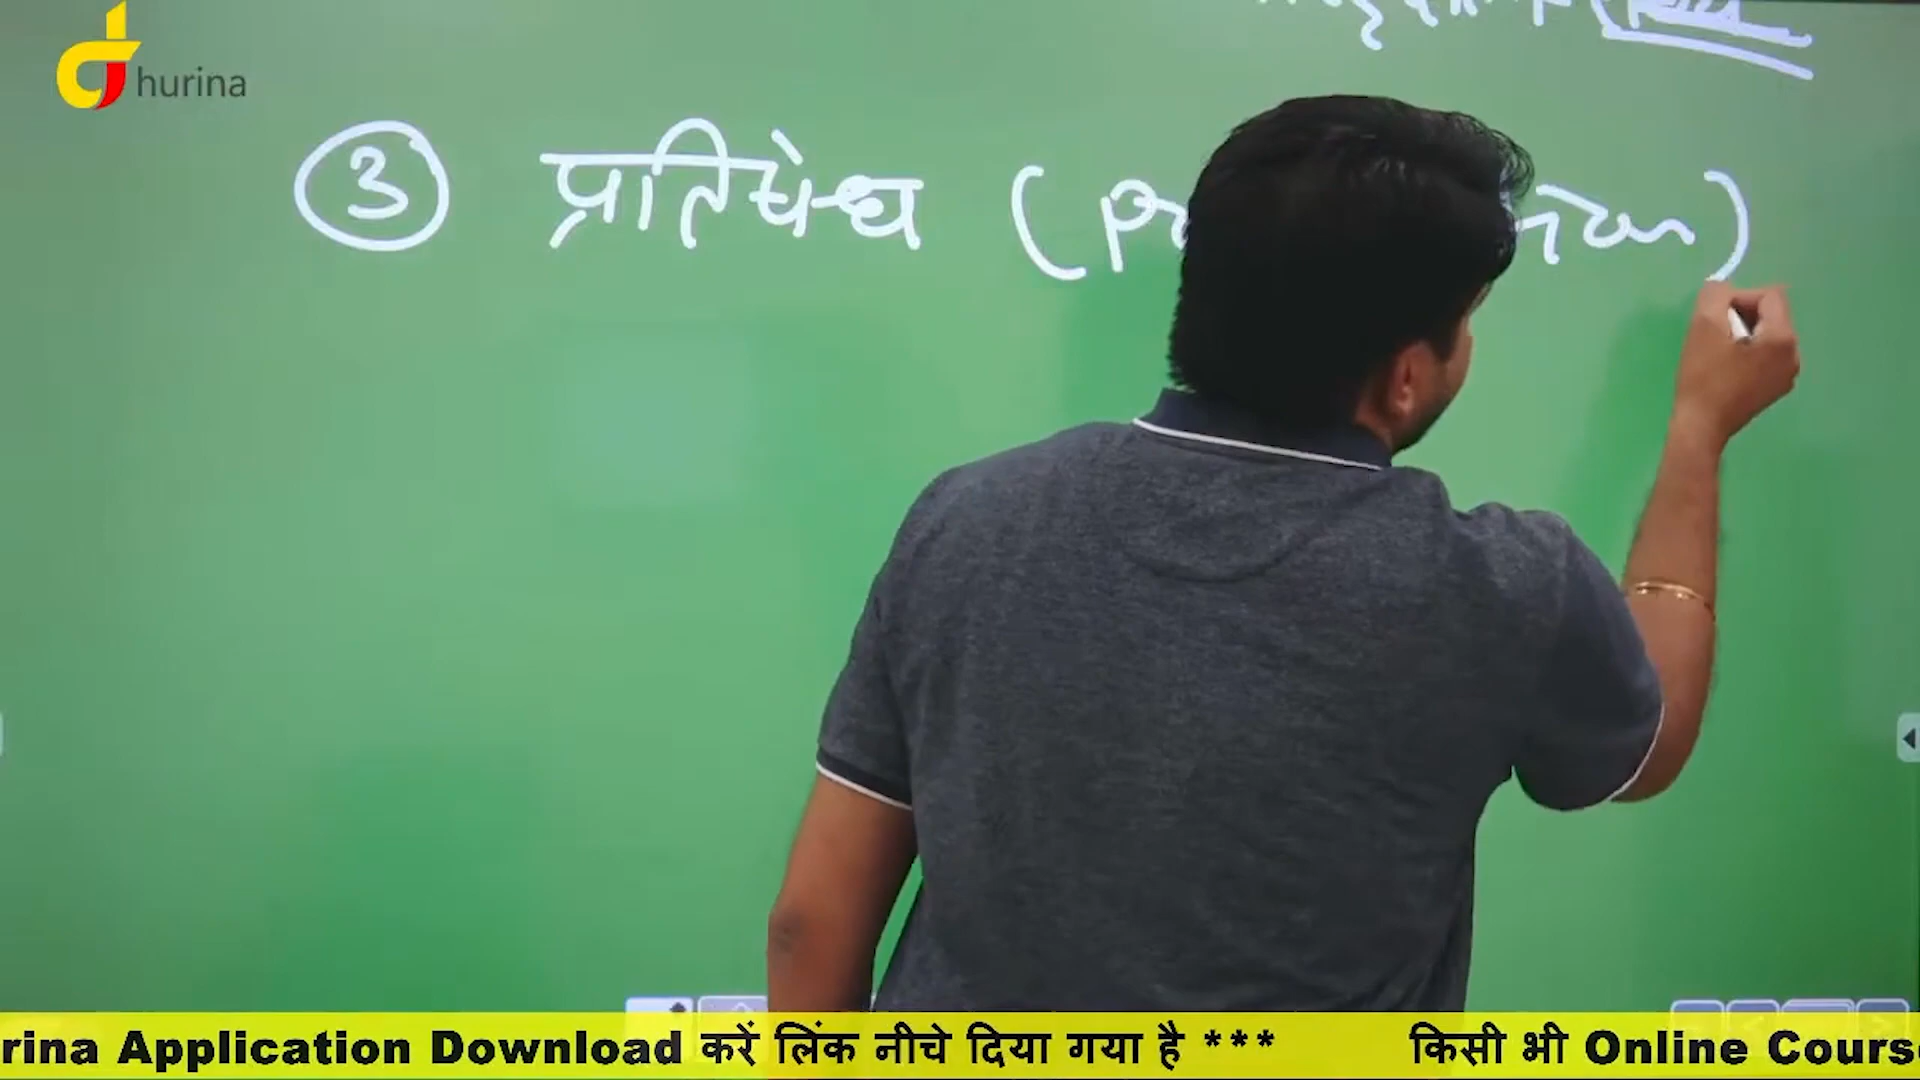 hurina
③ प्रतिषेध (
rina Application Download करें लिंक नीचे दिया गया है *** किसी भी Online Cours